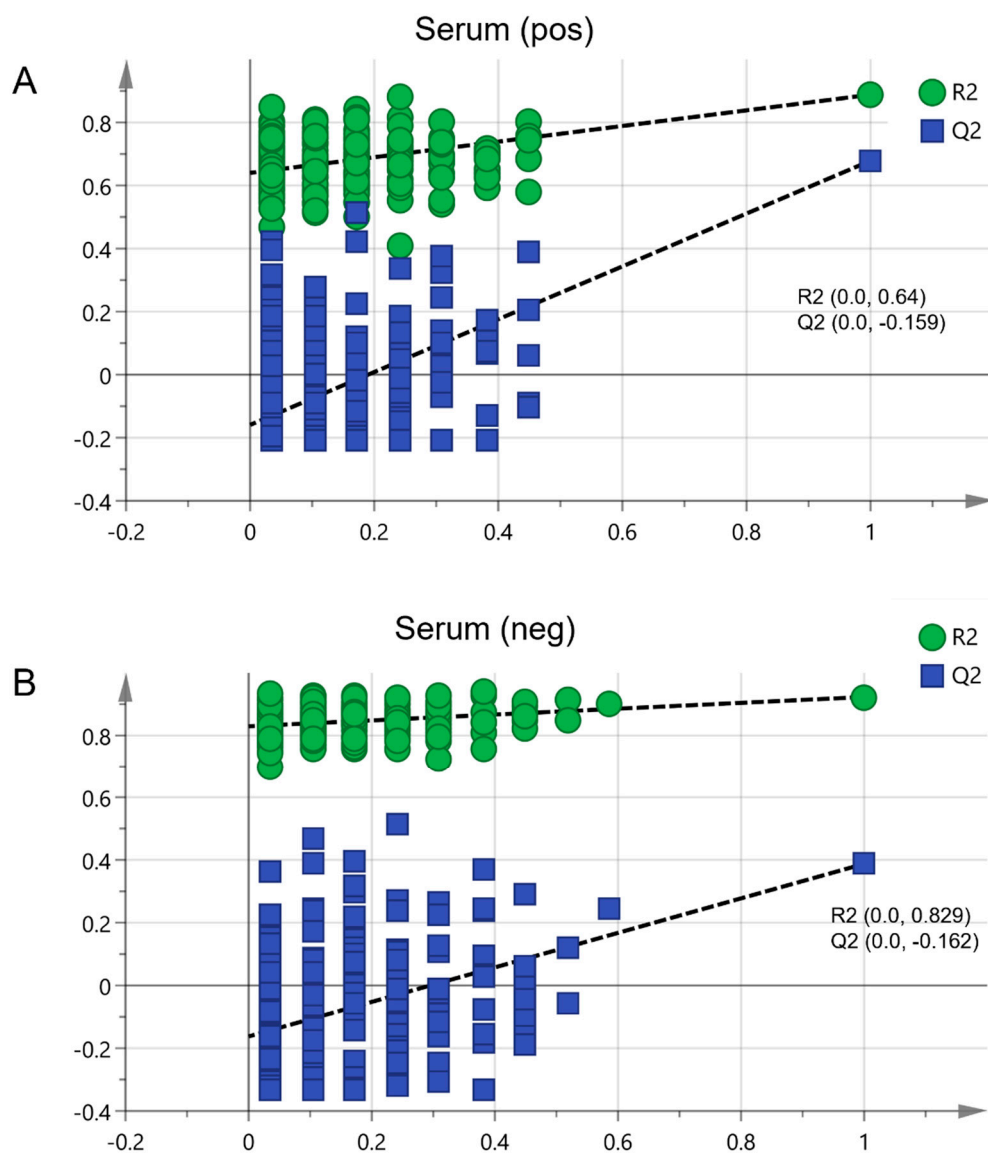 Serum (pos)
A
R2
Q2
0.8
0.6
0.4
0.2
0
-0.2
-0.4
R2 (0.0, 0.64)
Q2 (0.0, -0.159)
-0.2 0 0.2 0.4 0.6 0.8 1
Serum (neg)
B
R2
Q2
0.8
0.6
0.4
0.2
0
-0.2
-0.4
R2 (0.0, 0.829)
Q2 (0.0, -0.162)
-0.2 0 0.2 0.4 0.6 0.8 1